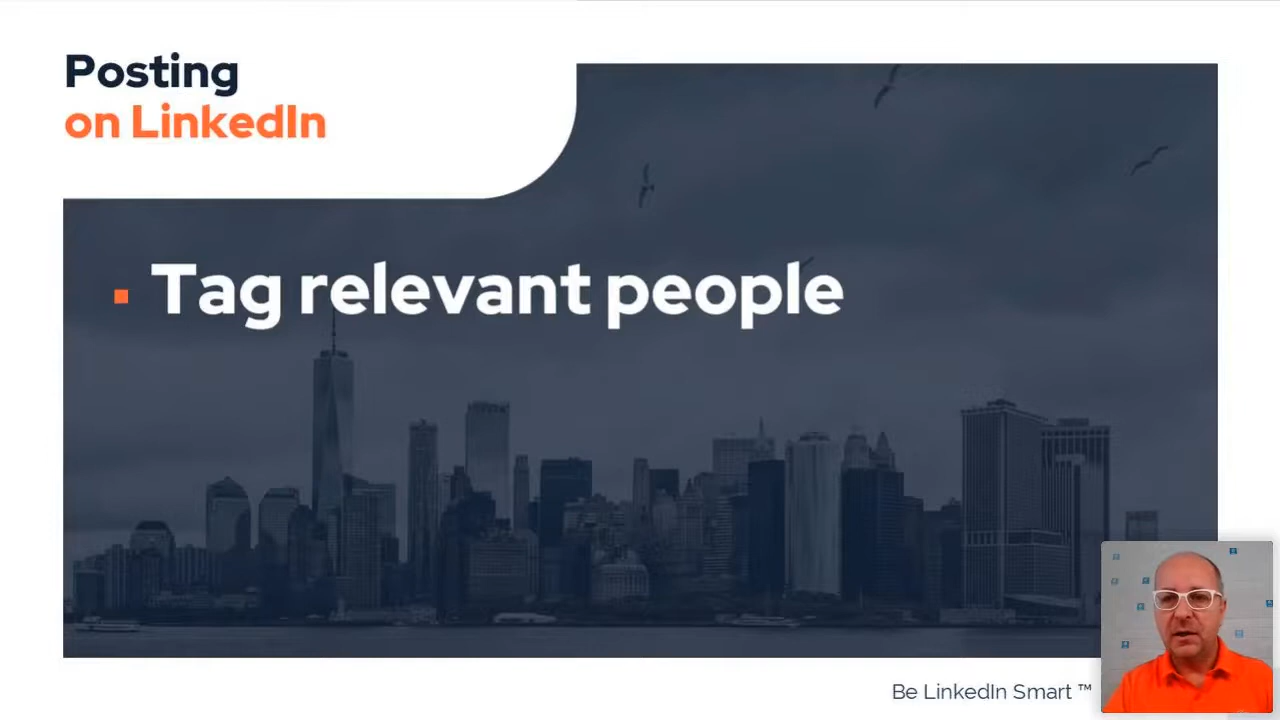 Posting
on LinkedIn
Tag relevant people
Be LinkedIn Smart ™